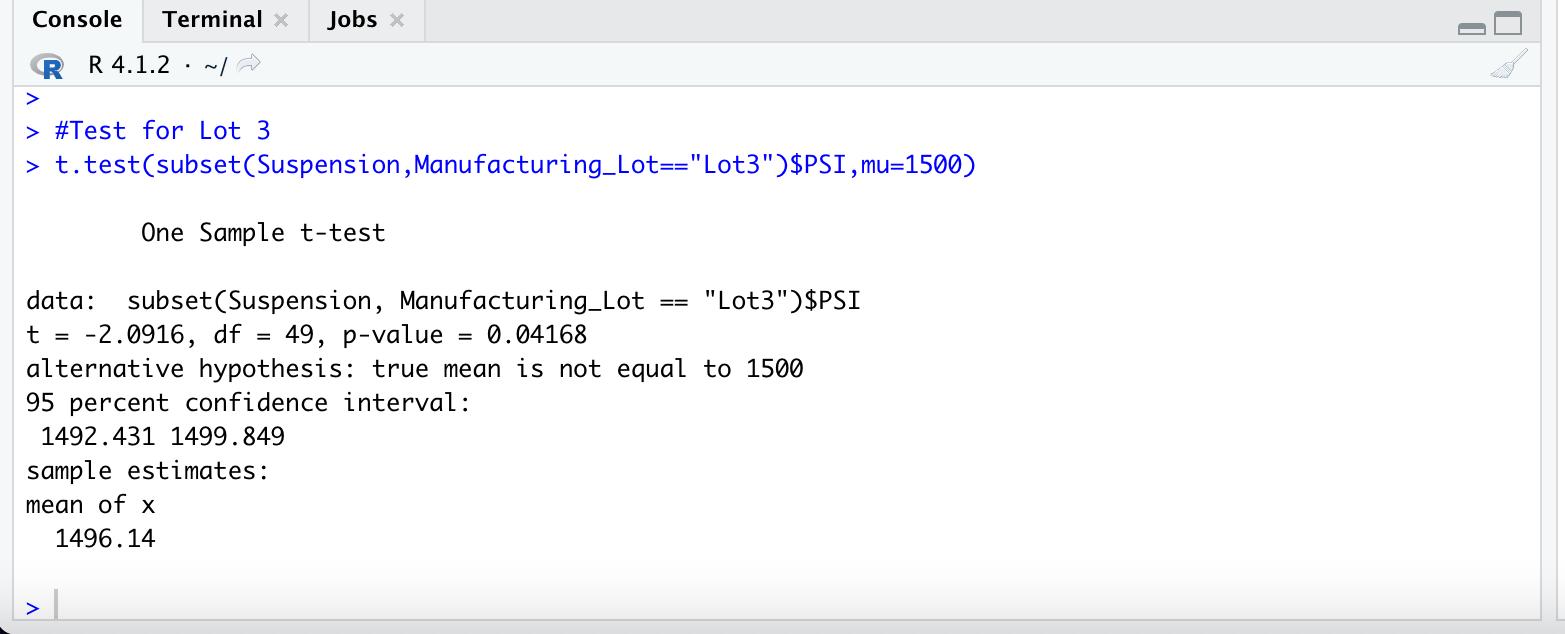 Console Terminal × Jobs ×
R R 4.1.2 · ~/
>
> #Test for Lot 3
> t.test(subset(Suspension,Manufacturing_Lot=="Lot3")$PSI,mu=1500)
One Sample t-test
data:  subset(Suspension, Manufacturing_Lot == "Lot3")$PSI
t = -2.0916, df = 49, p-value = 0.04168
alternative hypothesis: true mean is not equal to 1500
95 percent confidence interval:
1492.431 1499.849
sample estimates:
mean of x
1496.14
>